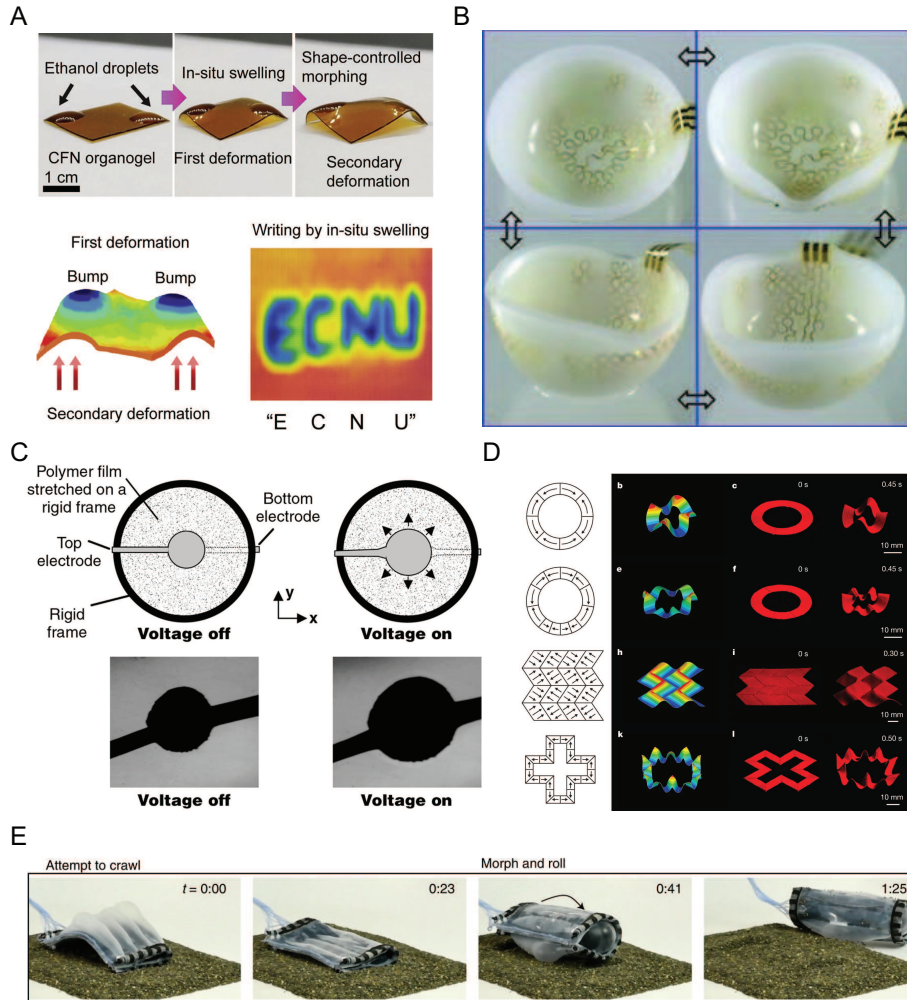 A
Ethanol droplets
In-situ swelling
Shape-controlled
morphing
CFN organogel
First deformation
Secondary
deformation
1 cm
First deformation
Bump
Bump
Secondary deformation
Writing by in-situ swelling
ECNU
"E C N U"
B
C
Polymer film
stretched on a
rigid frame
Bottom
electrode
Top
electrode
Rigid
frame
Voltage off
y
x
Voltage on
Voltage off
Voltage on
D
b
c
0 s
0.45 s
10 mm
e
f
0 s
0.45 s
10 mm
h
i
0 s
0.30 s
10 mm
k
l
0 s
0.50 s
10 mm
E
Attempt to crawl
Morph and roll
t = 0:00
0:23
0:41
1:25